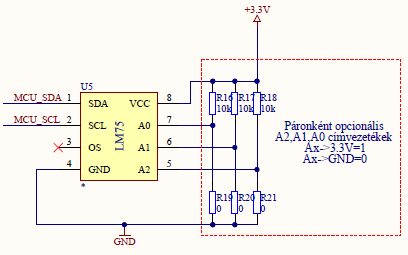 +3.3V
U5
MCU_SDA 1 SDA VCC 8
MCU_SCL 2 SCL A0 7
3 OS A1 6
4 GND A2 5
LM75
*
R16 R17 R18
10k 10k 10k
Páronként opcionális
A2,A1,A0 címvezetékek
Ax->3.3V=1
Ax->GND=0
R19 R20 R21
0 0 0
GND